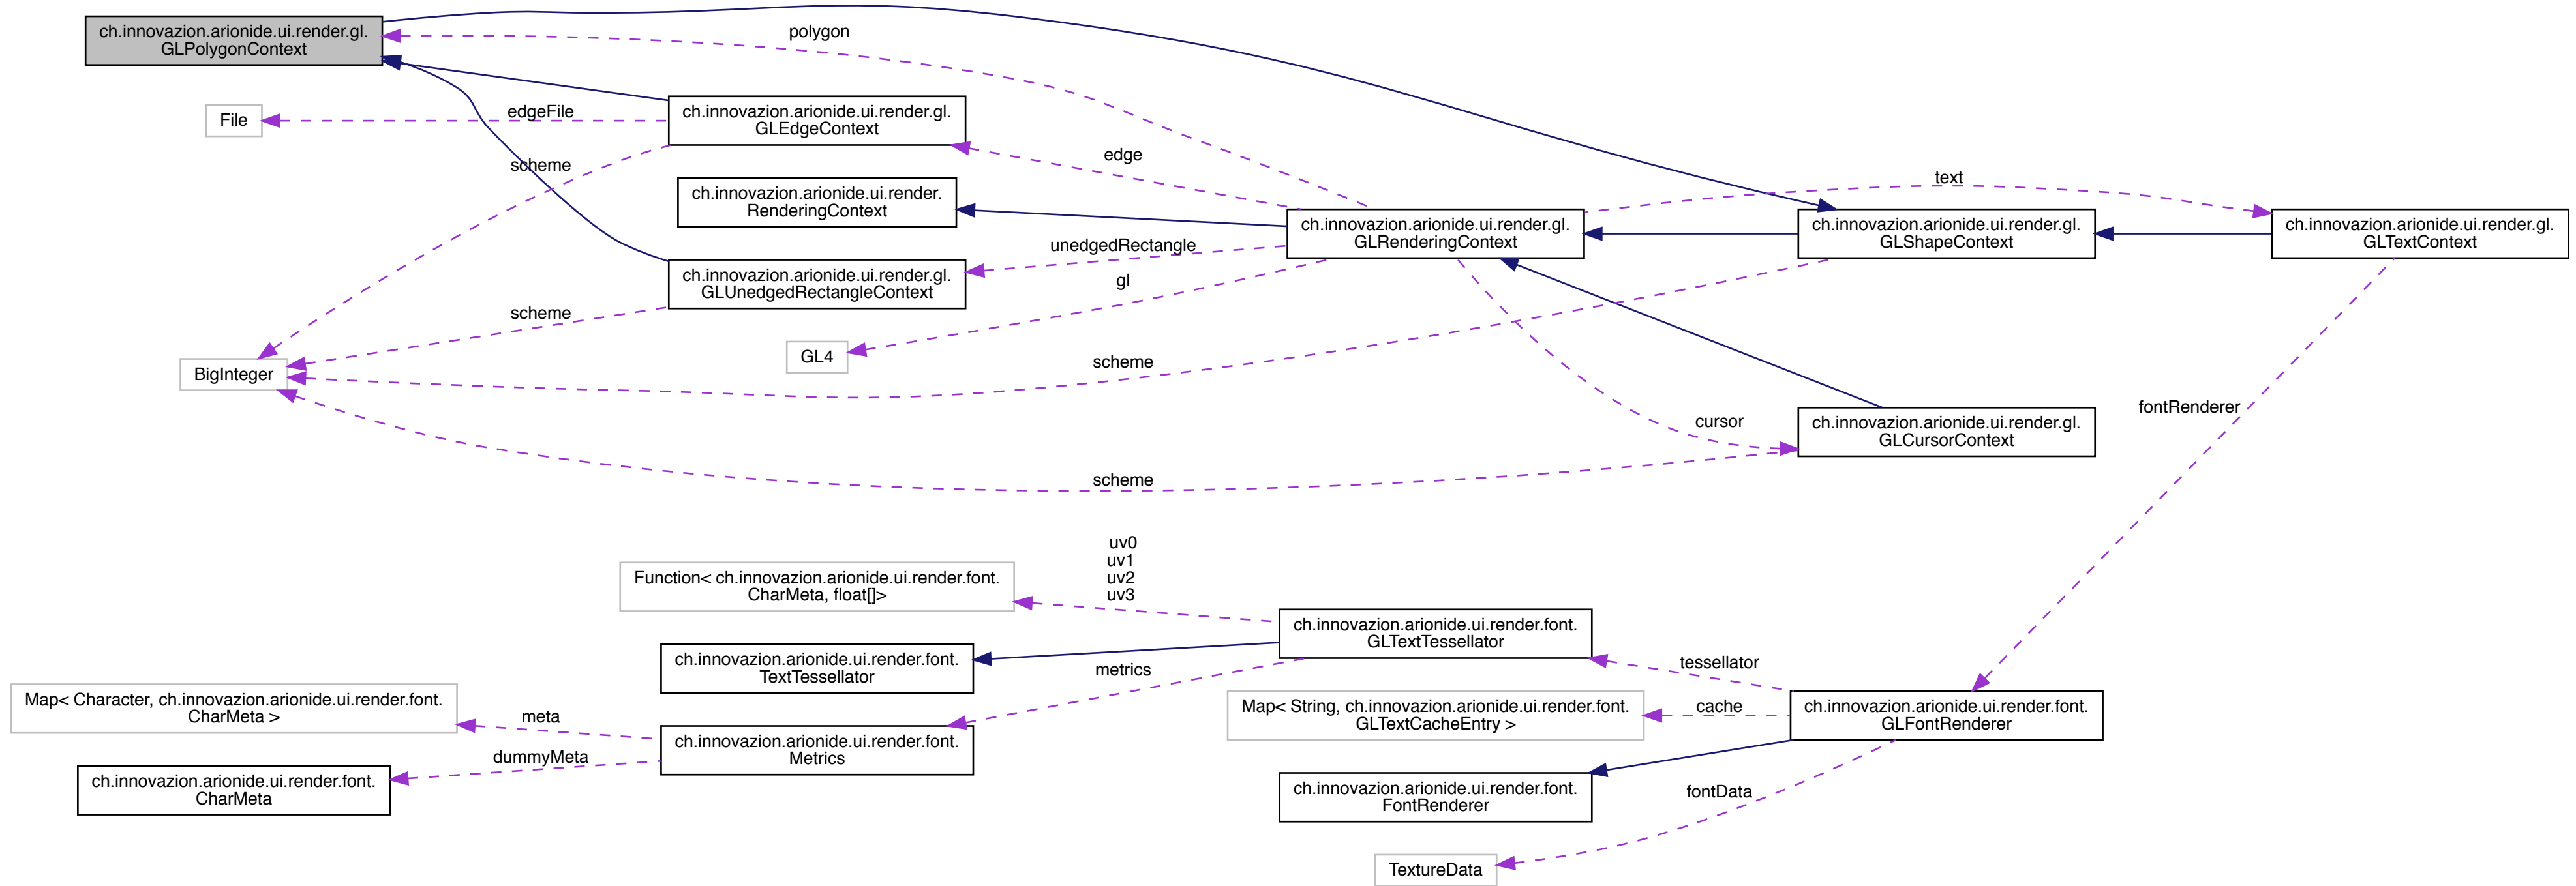 ch.innovazion.arionide.ui.render.gl.
GLPolygonContext
polygon
File
edgeFile
ch.innovazion.arionide.ui.render.gl.
GLEdgeContext
scheme
edge
ch.innovazion.arionide.ui.render.
RenderingContext
text
ch.innovazion.arionide.ui.render.gl.
GLRenderingContext
ch.innovazion.arionide.ui.render.gl.
GLShapeContext
ch.innovazion.arionide.ui.render.gl.
GLTextContext
unedgedRectangle
ch.innovazion.arionide.ui.render.gl.
GLUnedgedRectangleContext
gl
scheme
GL4
scheme
BigInteger
cursor
ch.innovazion.arionide.ui.render.gl.
GLCursorContext
fontRenderer
scheme
uv0
uv1
uv2
uv3
Function< ch.innovazion.arionide.ui.render.font.
CharMeta, float[]>
ch.innovazion.arionide.ui.render.font.
GLTextTessellator
ch.innovazion.arionide.ui.render.font.
TextTessellator
metrics
tessellator
Map< Character, ch.innovazion.arionide.ui.render.font.
CharMeta >
meta
Map< String, ch.innovazion.arionide.ui.render.font.
GLTextCacheEntry >
cache
ch.innovazion.arionide.ui.render.font.
GLFontRenderer
ch.innovazion.arionide.ui.render.font.
Metrics
dummyMeta
ch.innovazion.arionide.ui.render.font.
CharMeta
ch.innovazion.arionide.ui.render.font.
FontRenderer
fontData
TextureData